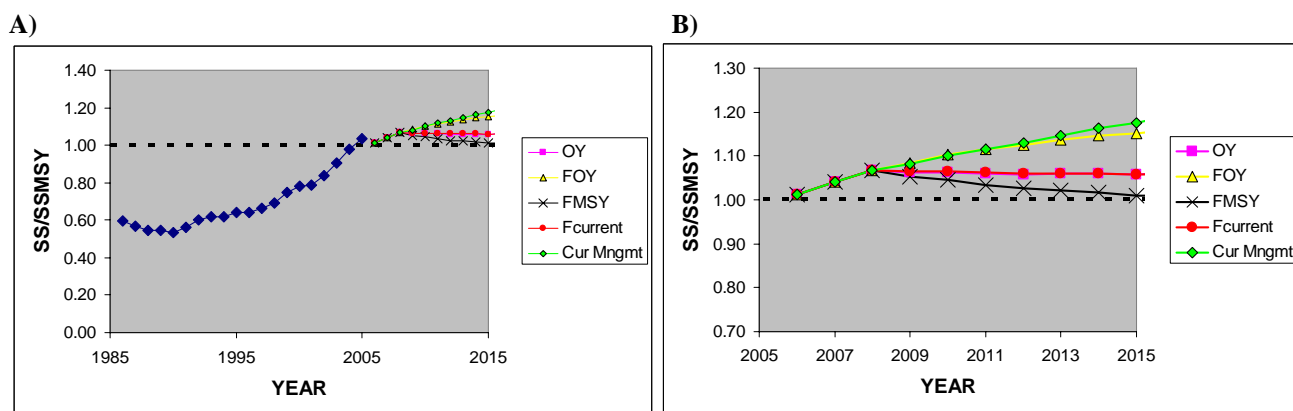 A)
1.40
1.20
1.00
0.80
0.60
0.40
0.20
0.00
SS/SSMSY
1985 1995 2005 2015
YEAR
OY
FOY
FMSY
Fcurrent
Cur Mngmt
B)
1.30
1.20
1.10
1.00
0.90
0.80
0.70
SS/SSMSY
2005 2007 2009 2011 2013 2015
YEAR
OY
FOY
FMSY
Fcurrent
Cur Mngmt